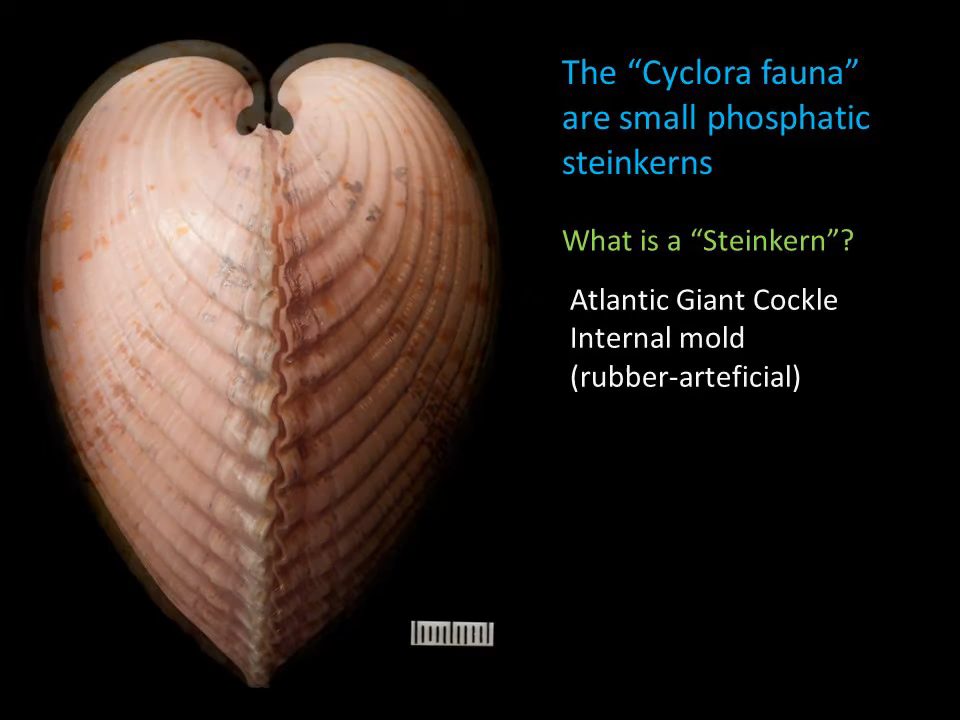 The “Cyclora fauna”
are small phosphatic
steinkerns
What is a “Steinkern”?
Atlantic Giant Cockle
Internal mold
(rubber-arteficial)